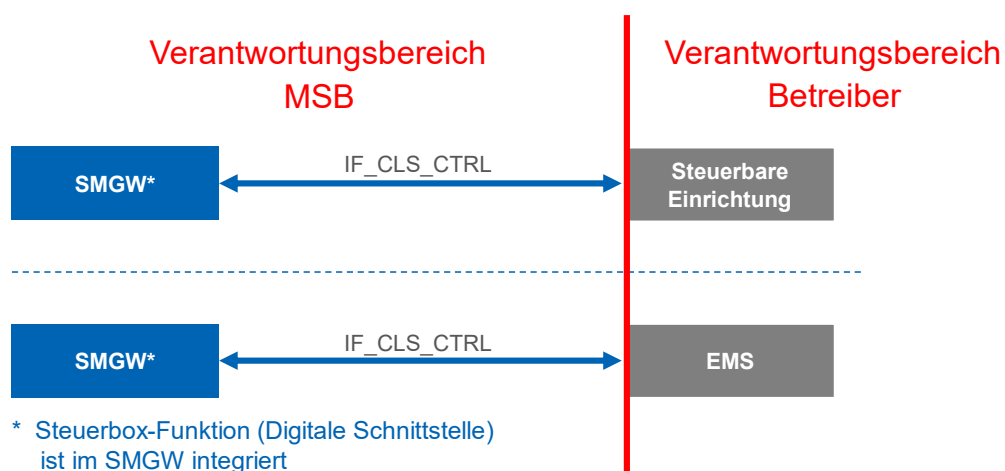 Verantwortungsbereich
MSB
Verantwortungsbereich
Betreiber
SMGW*
IF_CLS_CTRL
Steuerbare
Einrichtung
SMGW*
IF_CLS_CTRL
EMS
* Steuerbox-Funktion (Digitale Schnittstelle)
ist im SMGW integriert